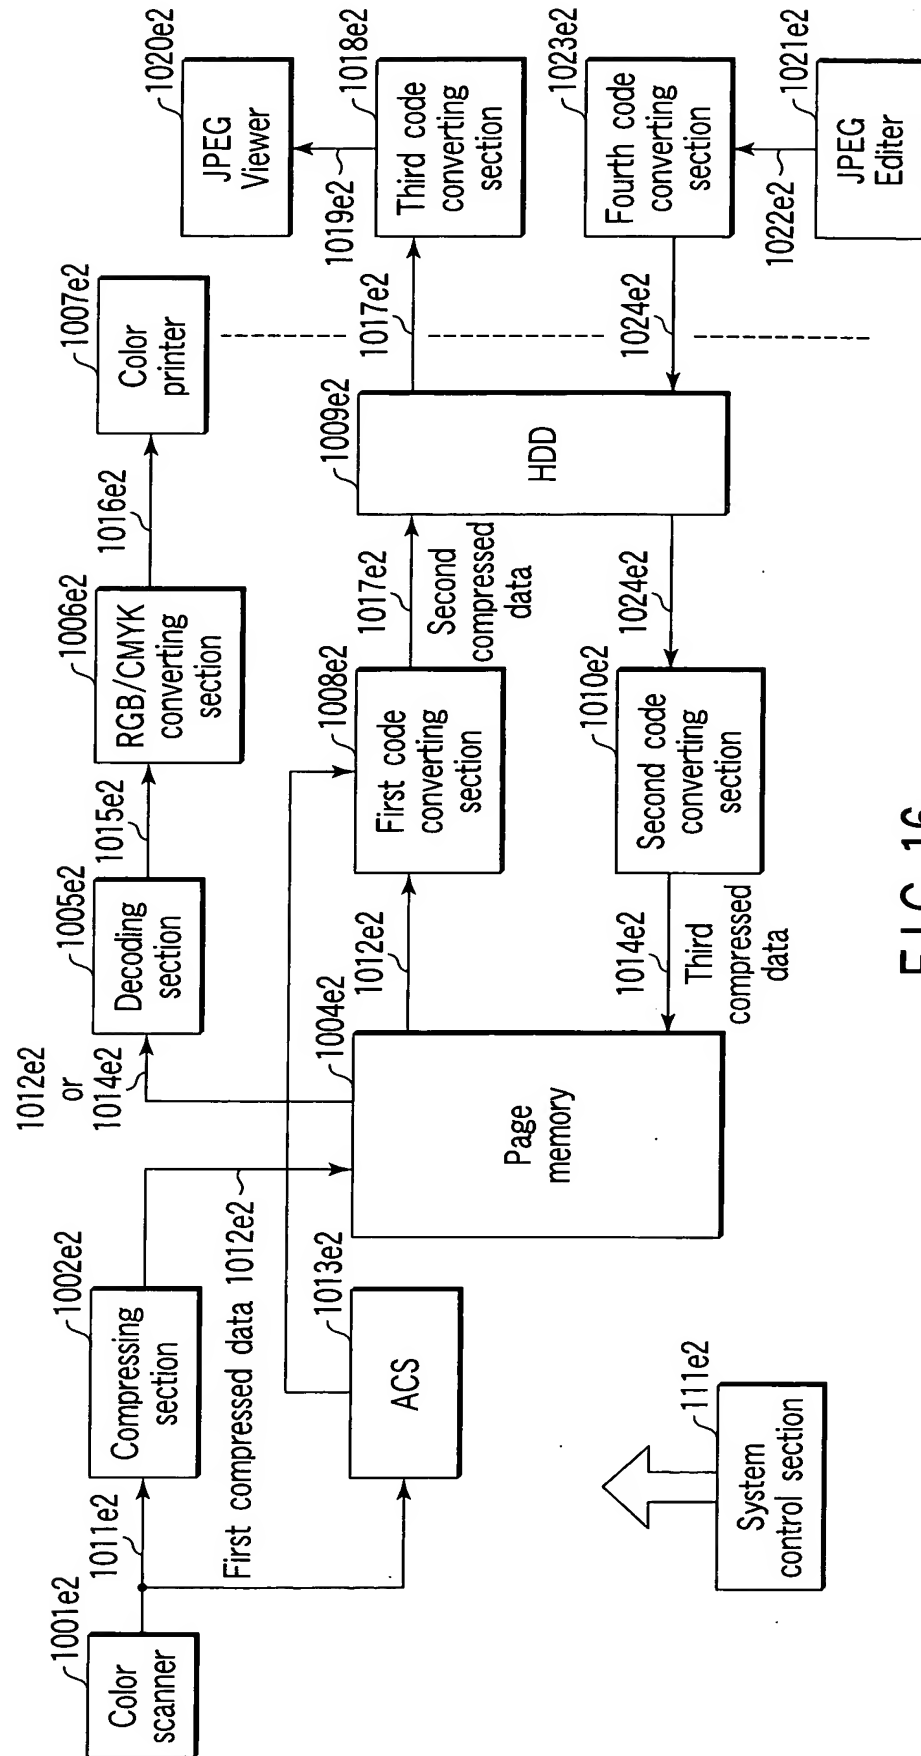 1001e2
Color
scanner
1011e2
1002e2
Compressing
section
First compressed data 1012e2
1013e2
ACS
111e2
System
control section
1012e2
or
1014e2
1004e2
Page
memory
1005e2
Decoding
section
1015e2
1006e2
RGB/CMYK
converting
section
1016e2
1007e2
Color
printer
1012e2
1008e2
First code
converting
section
1017e2
Second
compressed
data
1009e2
HDD
1014e2
Third
compressed
data
1010e2
Second code
converting
section
1024e2
1017e2
1018e2
Third code
converting
section
1019e2
1020e2
JPEG
Viewer
1024e2
1023e2
Fourth code
converting
section
1022e2
1021e2
JPEG
Editer